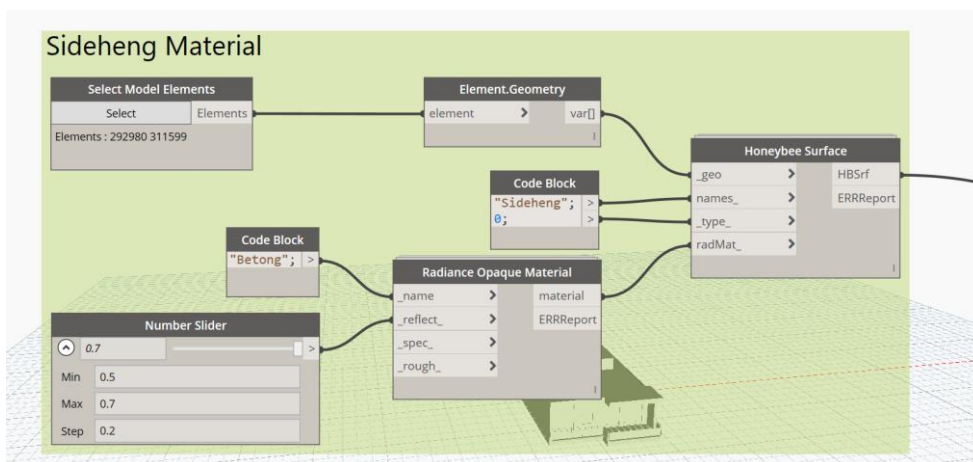 Sideheng Material
Select Model Elements
Select Elements
Elements : 292980 311599
Element.Geometry
element > var[]
Honeybee Surface
_geo > HBSrf
names_ > ERRReport
_type_ >
radMat_ >
Code Block
"Sideheng"; >
0; >
Code Block
"Betong"; >
Radiance Opaque Material
_name > material
_reflect_ > ERRReport
_spec_ >
_rough_ >
Number Slider
0.7 >
Min 0.5
Max 0.7
Step 0.2